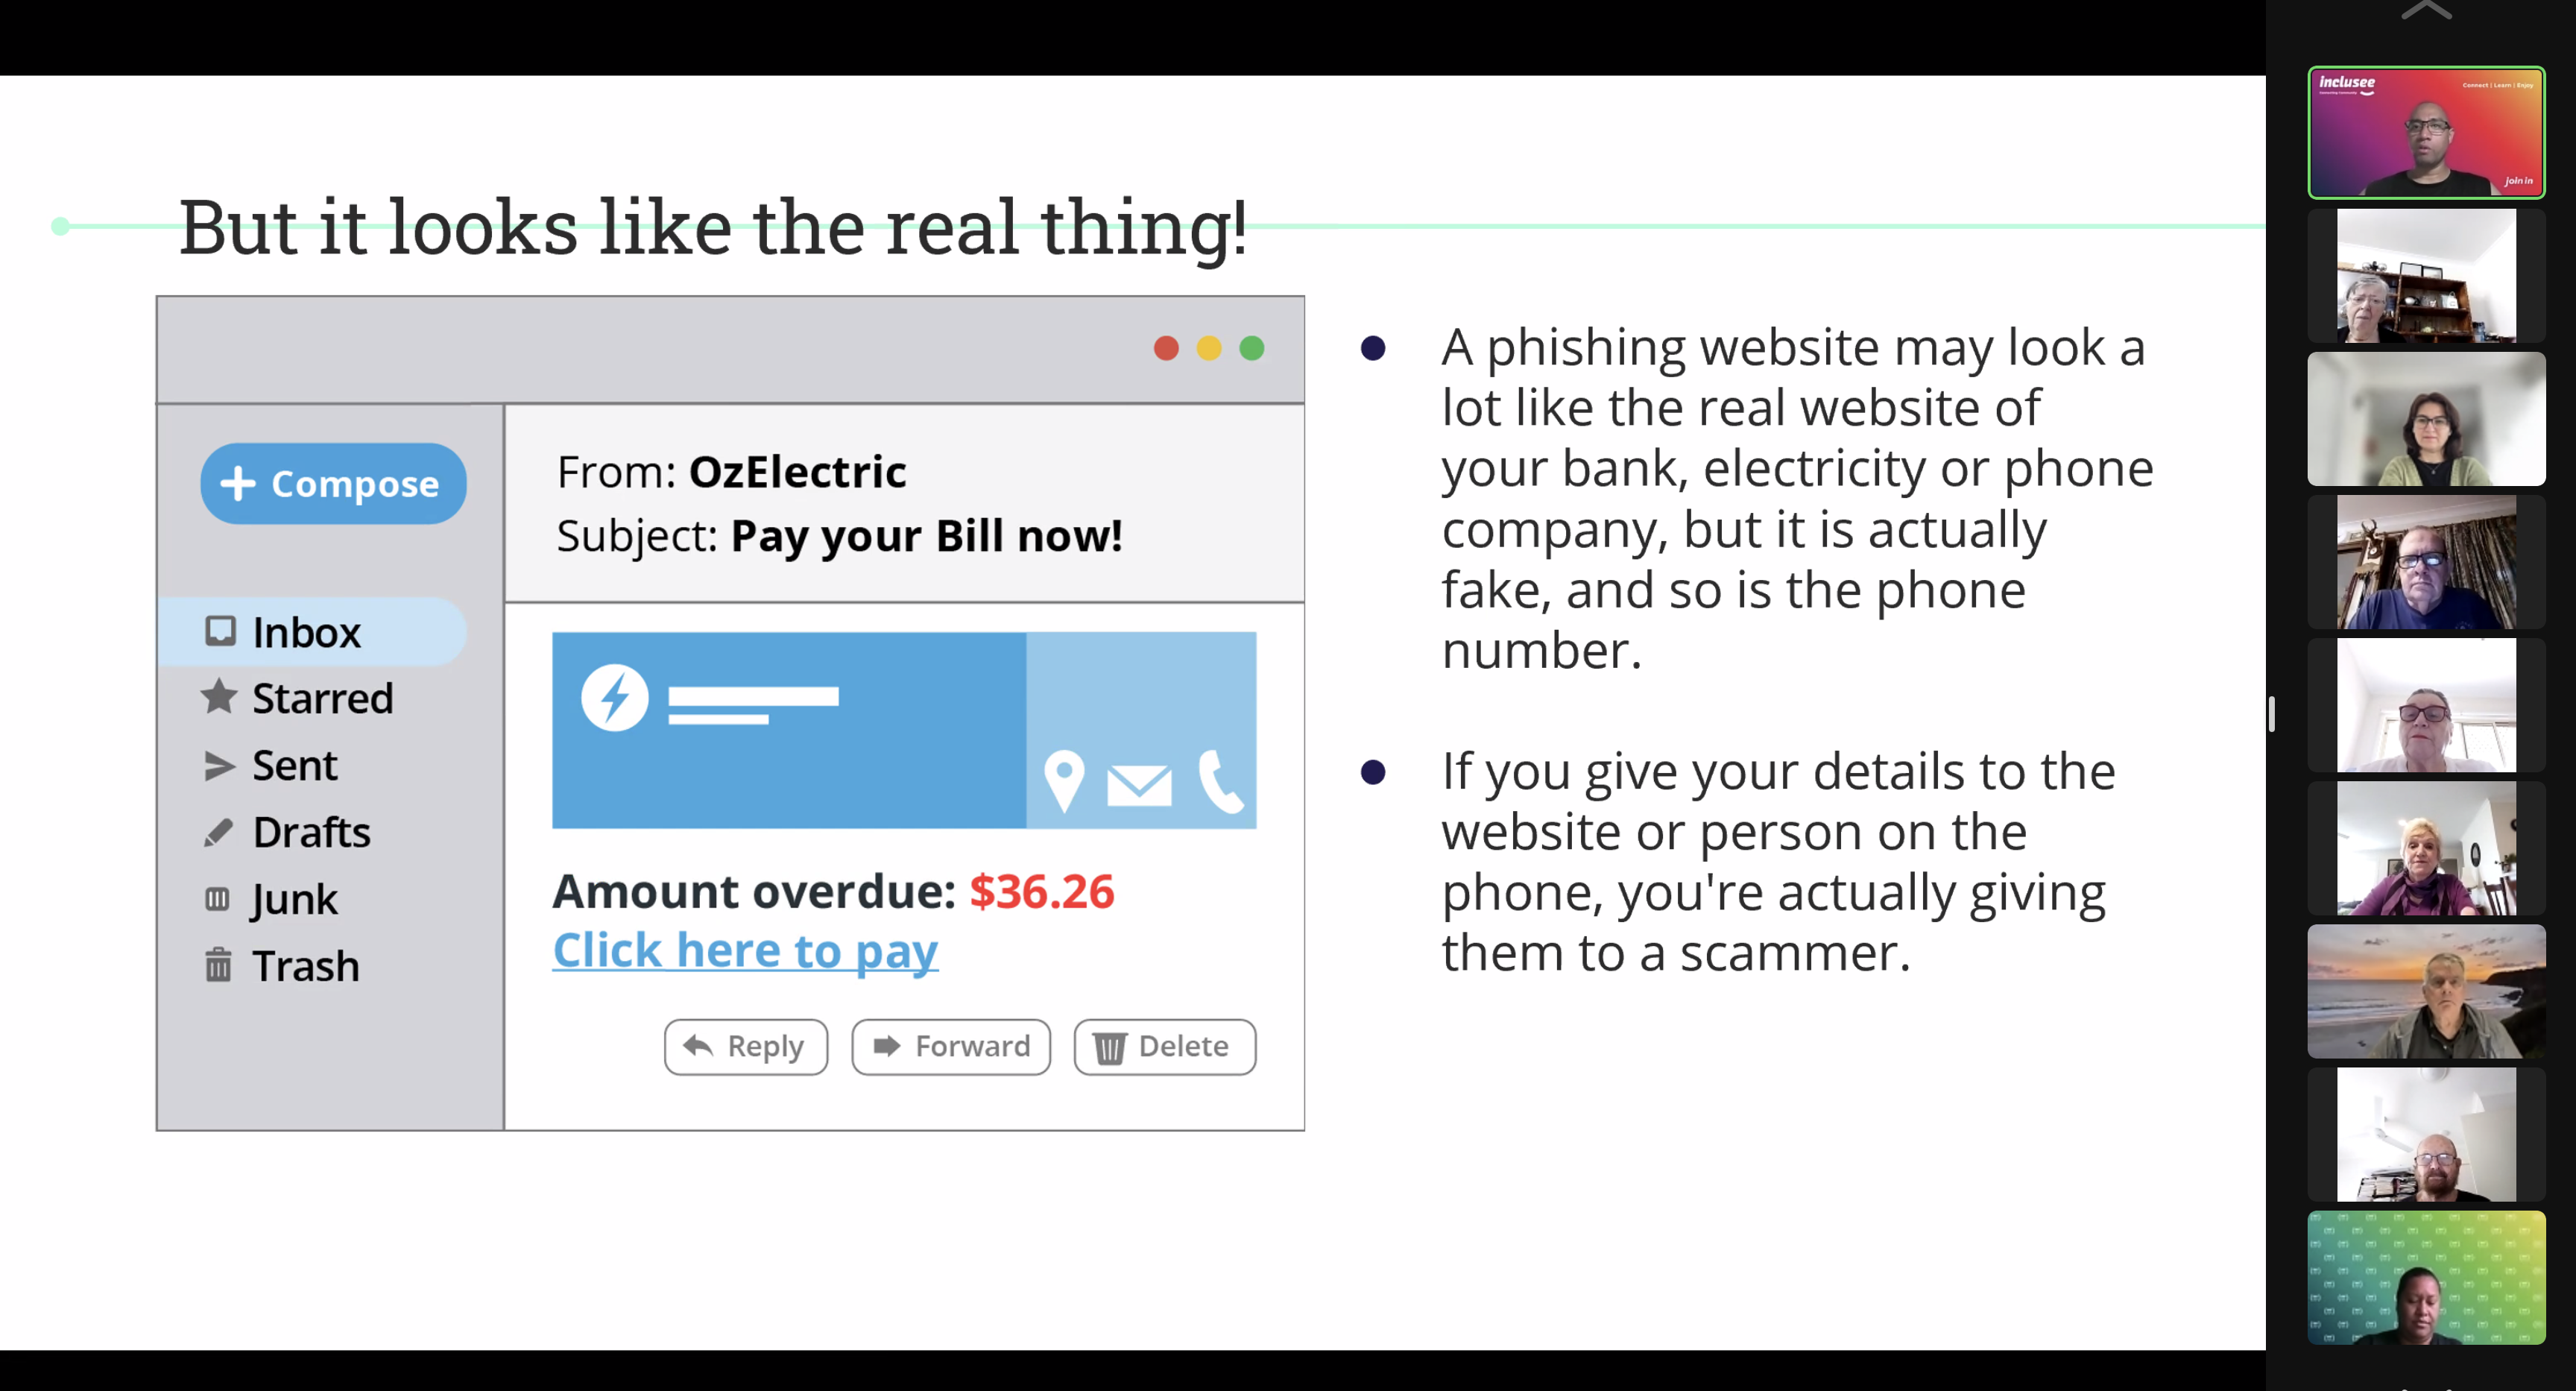 But it looks like the real thing!
Compose
Inbox
Starred
Sent
Drafts
Junk
Trash
From: OzElectric
Subject: Pay your Bill now!
Amount overdue: $36.26
Click here to pay
Reply
Forward
Delete
A phishing website may look a
lot like the real website of
your bank, electricity or phone
company, but it is actually
fake, and so is the phone
number.
If you give your details to the
website or person on the
phone, you're actually giving
them to a scammer.
inclusee
Connect | Learn | Enjoy
join in